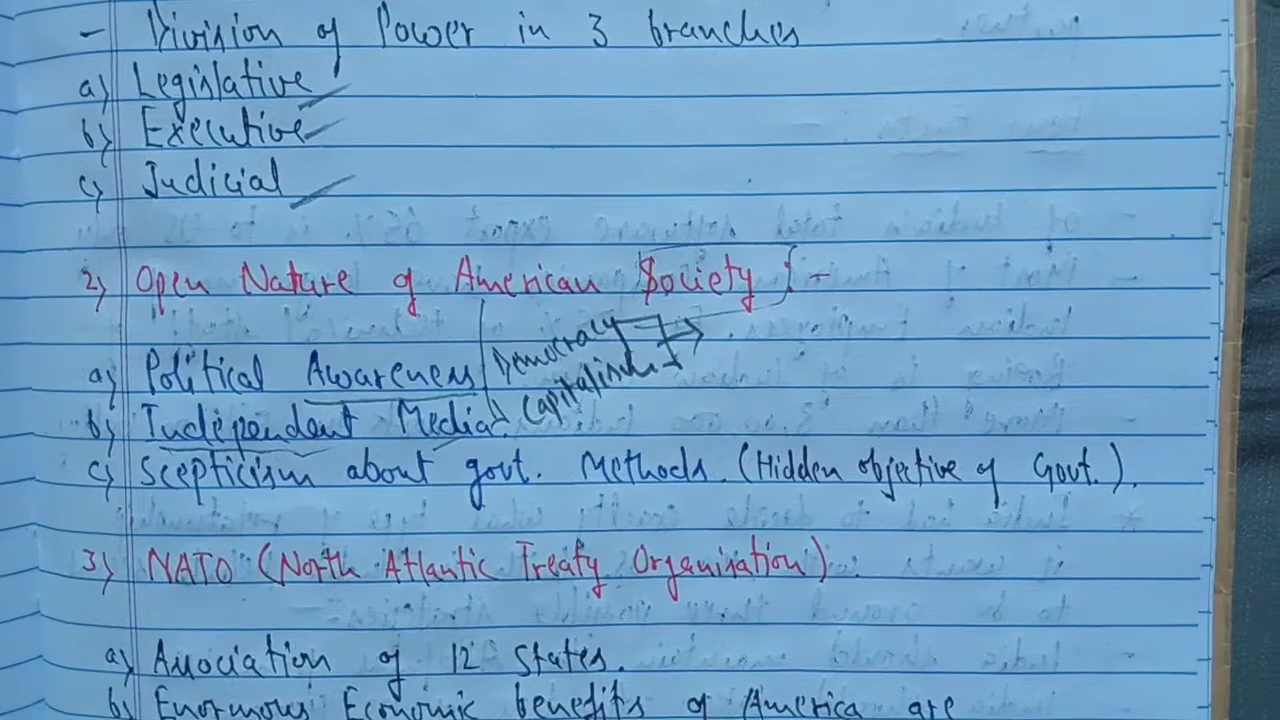 - Division of Power in 3 branches
a) Legislative
b) Executive
c) Judicial
2) Open Nature of American Society :-
Democracy
a) Political Awareness
Capitalism
b) Independent Media.
c) Scepticism about govt. Methods. (Hidden objective of Govt.).
3) NATO (North Atlantic Treaty Organisation).
a) Association of 12 States.
b) Enormous Economic benefits of America are